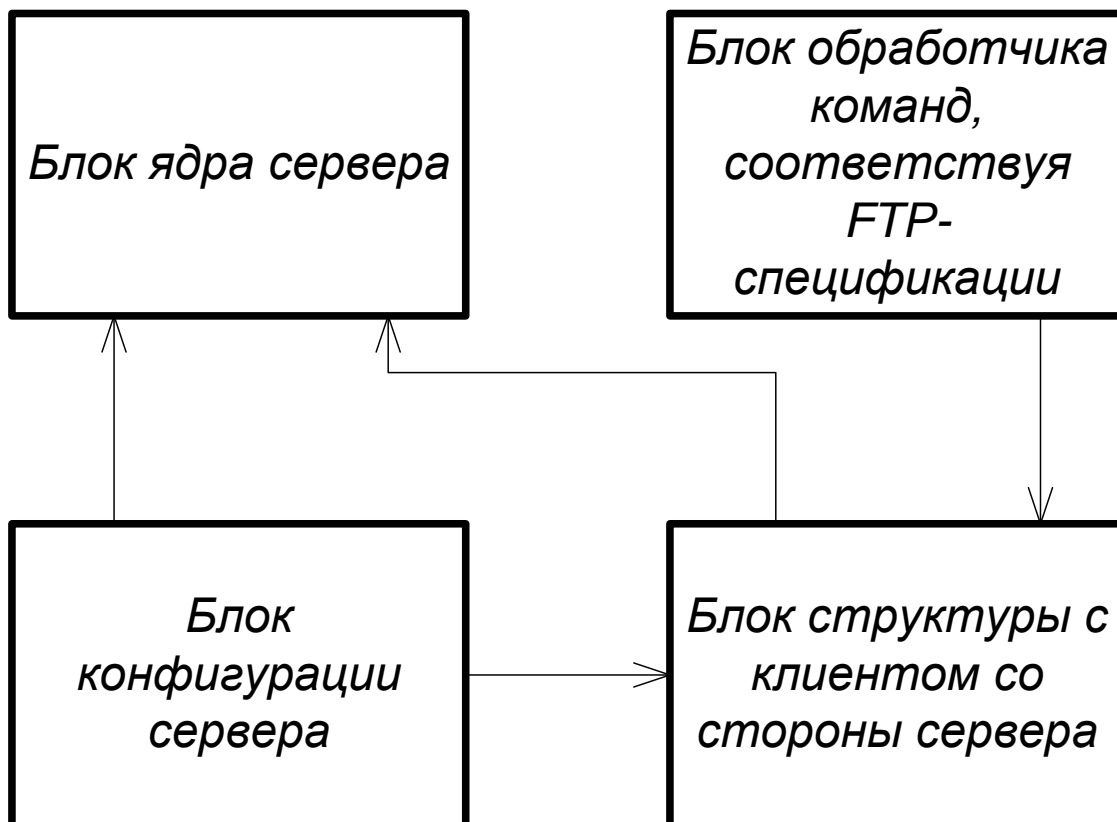 Блок ядра сервера
Блок обработчика
команд,
соответствуя
FTP-
спецификации
Блок
конфигурации
сервера
Блок структуры с
клиентом со
стороны сервера